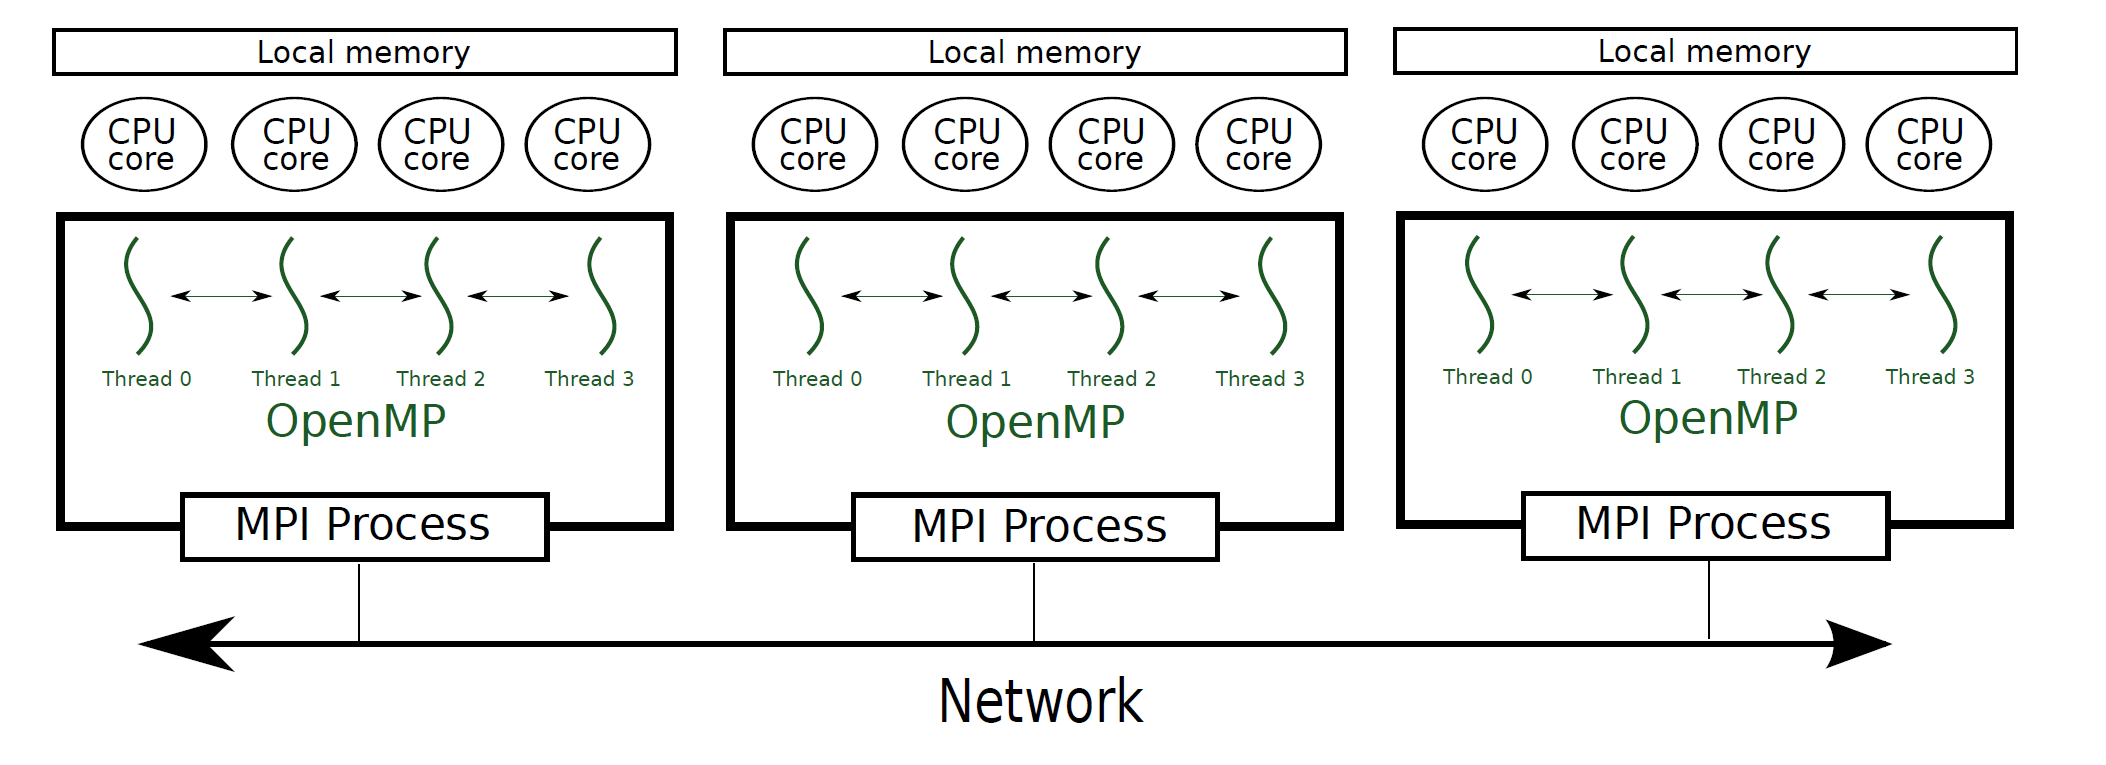 Local memory
Local memory
Local memory
CPU core
CPU core
CPU core
CPU core
CPU core
CPU core
CPU core
CPU core
CPU core
CPU core
CPU core
CPU core
Thread 0
Thread 1
Thread 2
Thread 3
Thread 0
Thread 1
Thread 2
Thread 3
Thread 0
Thread 1
Thread 2
Thread 3
OpenMP
OpenMP
OpenMP
MPI Process
MPI Process
MPI Process
Network